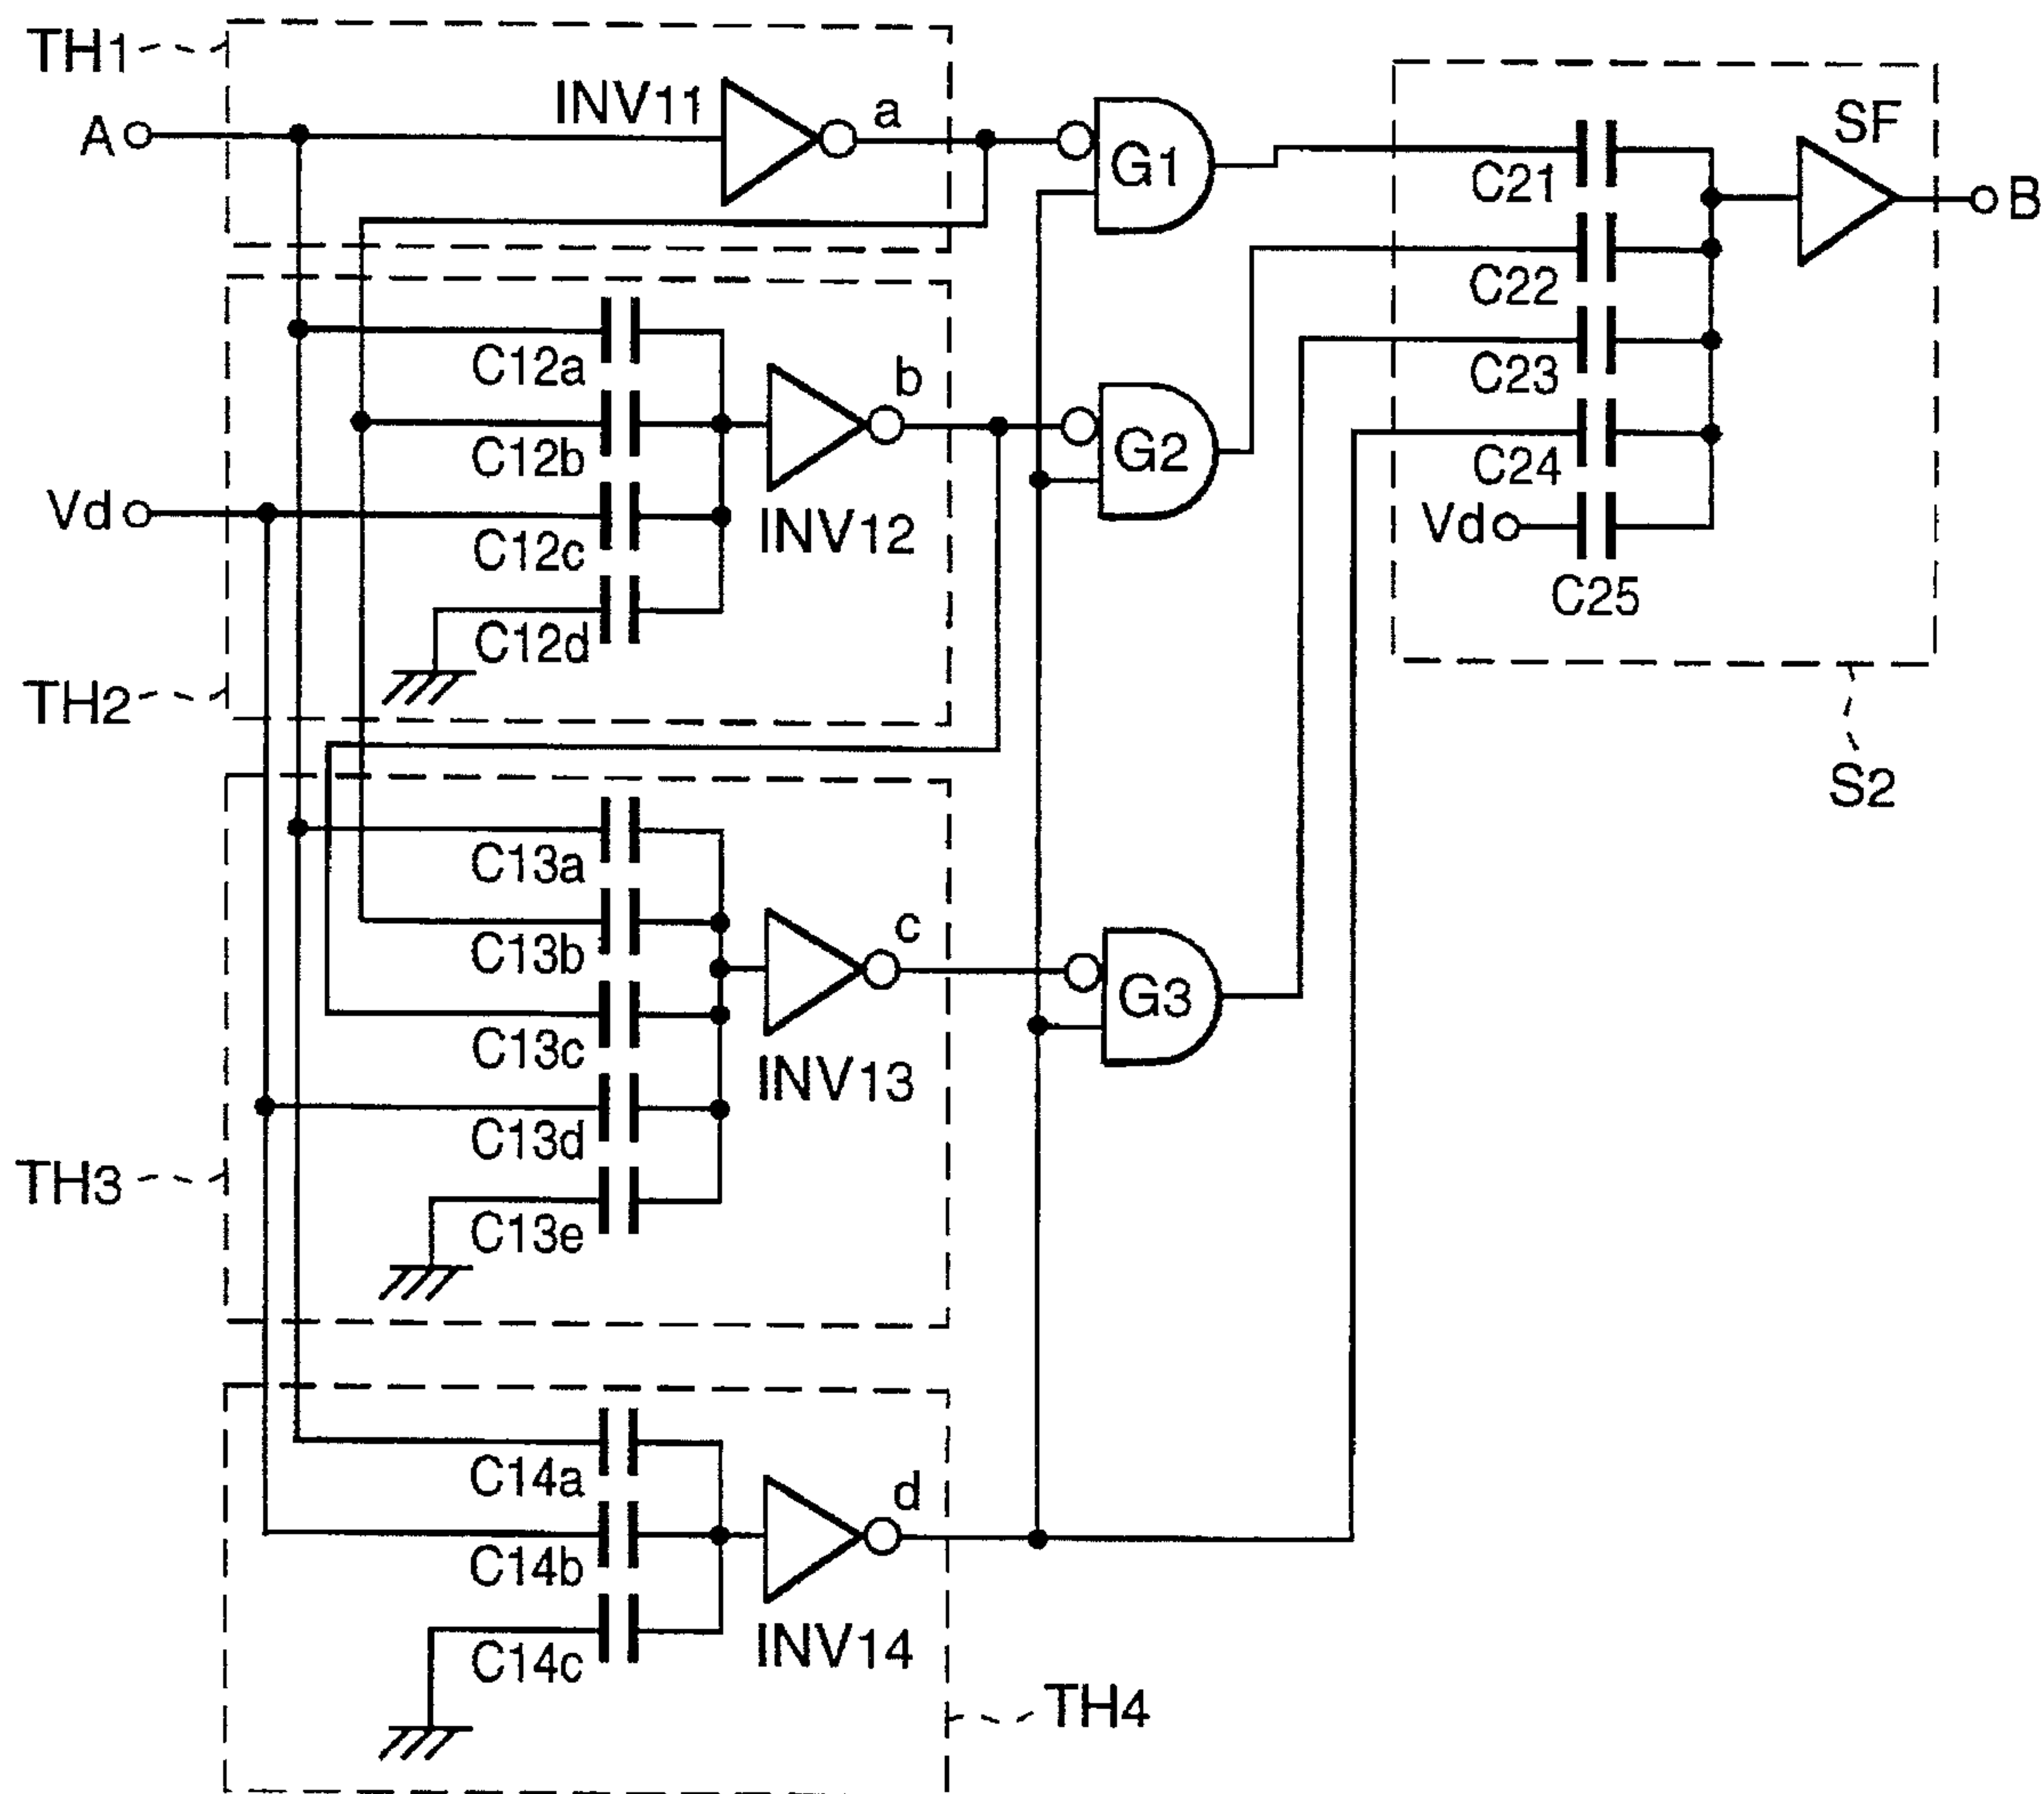 TH1
INV11
a
A
G1
SF
C21
B
C22
C12a
b
C23
C12b
G2
C24
Vd
INV12
Vd
C12c
C25
C12d
TH2
S2
C13a
c
C13b
G3
C13c
INV13
C13d
TH3
C13e
C14a
d
C14b
INV14
C14c
TH4